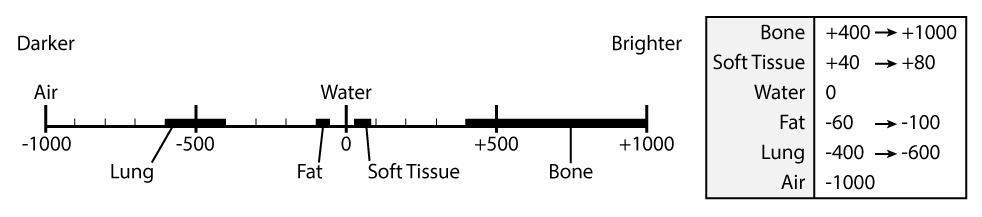 Darker Brighter
Air Water
-1000 -500 0 +500 +1000
Lung Fat Soft Tissue Bone
Bone +400 → +1000
Soft Tissue +40 → +80
Water 0
Fat -60 → -100
Lung -400 → -600
Air -1000